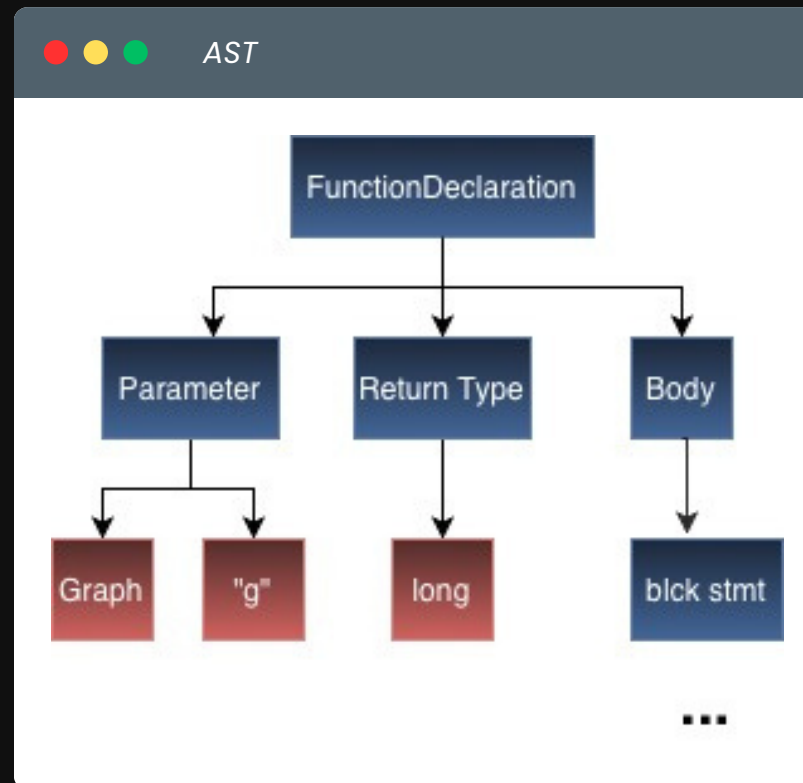 AST
FunctionDeclaration
Parameter
Return Type
Body
Graph
"g"
long
blck stmt
...